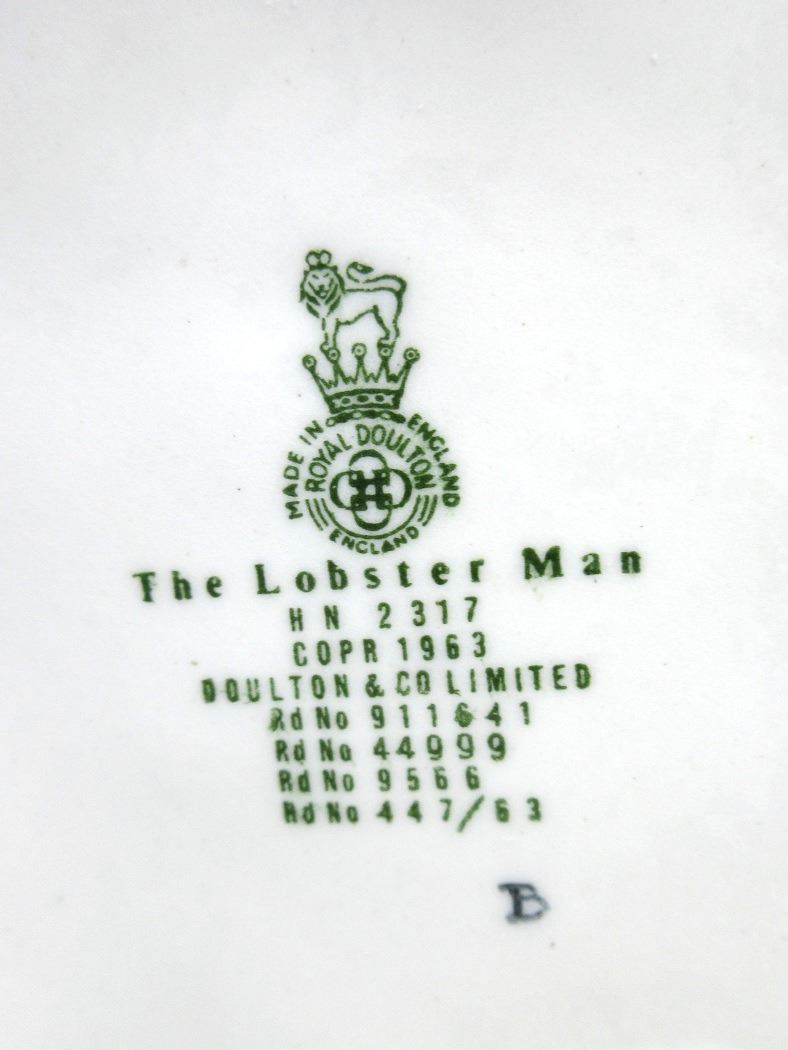 MADE IN ENGLAND
ROYAL DOULTON
ENGLAND
The Lobster Man
HN 2317
COPR 1963
DOULTON & CO LIMITED
Rd No 911641
Rd No 44999
Rd No 9566
Rd No 447/63
B